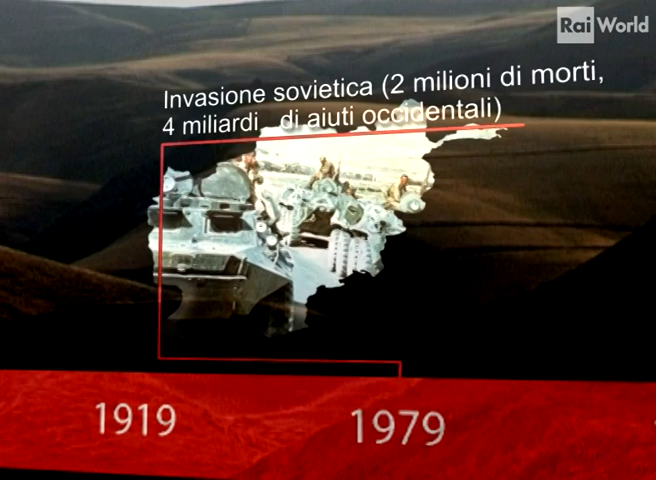 Rai World
Invasione sovietica (2 milioni di morti,
4 miliardi di aiuti occidentali)
1919
1979